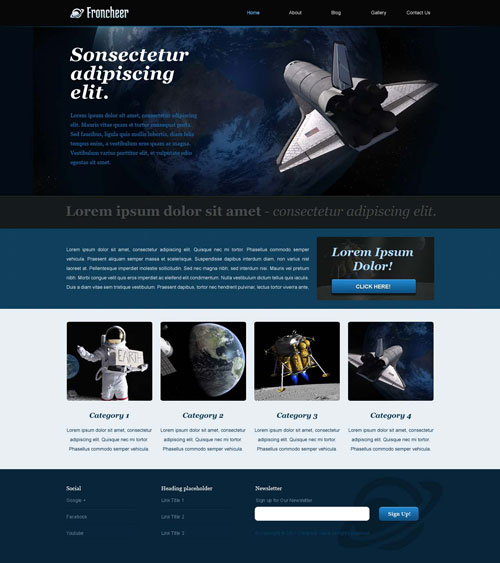 Froncheer
Home About Blog Gallery Contact Us
Sonsectetur
adipiscing
elit.
Lorem ipsum dolor sit amet, consectetur adipiscing
elit. Mauris vitae quam et tortor consequat porta.
Sed faucibus, ligula quis mollis lobortis, diam felis
tempus enim, a vestibulum eros quam ac magna.
Vestibulum varius porttitor elit, et vulputate odio
egestas sit amet
Lorem ipsum dolor sit amet - consectetur adipiscing elit.
Lorem ipsum dolor sit amet, consectetur adipiscing elit. Quisque nec mi tortor. Phasellus commodo semper
vehicula. Praesent aliquam semper massa et scelerisque. Suspendisse dapibus interdum diam, non varius nisl
laoreet at. Pellentesque imperdiet molestie sollicitudin. Sed nec magna nibh, sed interdum nisi. Mauris vel pretium
nibh. Morbi congue enim eros. Phasellus imperdiet libero ac eleifend condimentum. Nulla vestibulum dictum tellus quis iaculis.
Duis a diam vitae sem tristique vestibulum. Praesent dapibus, tortor nec hendrerit pulvinar, lectus tortor viverra ante,
Lorem Ipsum
Dolor!
CLICK HERE!
EARTH
Category 1 Category 2 Category 3 Category 4
Lorem ipsum dolor sit amet, consectetur Lorem ipsum dolor sit amet, consectetur Lorem ipsum dolor sit amet, consectetur Lorem ipsum dolor sit amet, consectetur
adipiscing elit. Quisque nec mi tortor. adipiscing elit. Quisque nec mi tortor. adipiscing elit. Quisque nec mi tortor. adipiscing elit. Quisque nec mi tortor.
Phasellus commodo semper vehicula Phasellus commodo semper vehicula Phasellus commodo semper vehicula. Phasellus commodo semper vehicula
Social Heading placeholder Newsletter
Google + Link Title 1 Sign up for Our Newsletter
Facebook Link Title 2 Sign Up!
Youtube Link Title 3